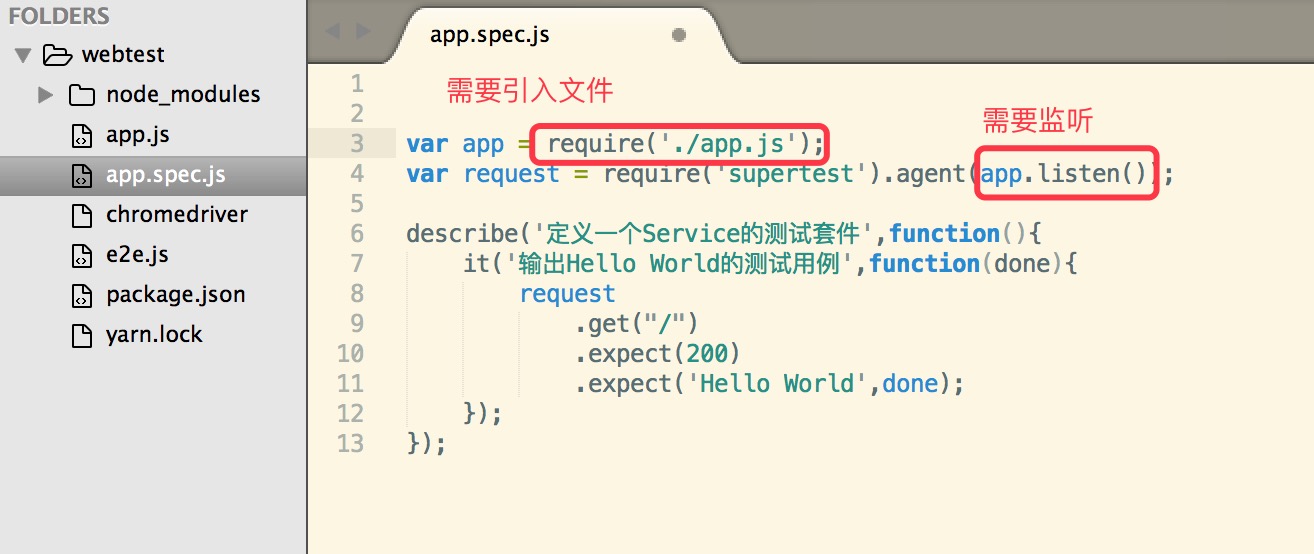 FOLDERS
webtest
node_modules
app.js
app.spec.js
chromedriver
e2e.js
package.json
yarn.lock
app.spec.js
需要引入文件
需要监听
1
2
3 var app = require('./app.js');
4 var request = require('supertest').agent(app.listen());
5
6 describe('定义一个Service的测试套件',function(){
7 it('输出Hello World的测试用例',function(done){
8 request
9 .get("/")
10 .expect(200)
11 .expect('Hello World',done);
12 });
13 });